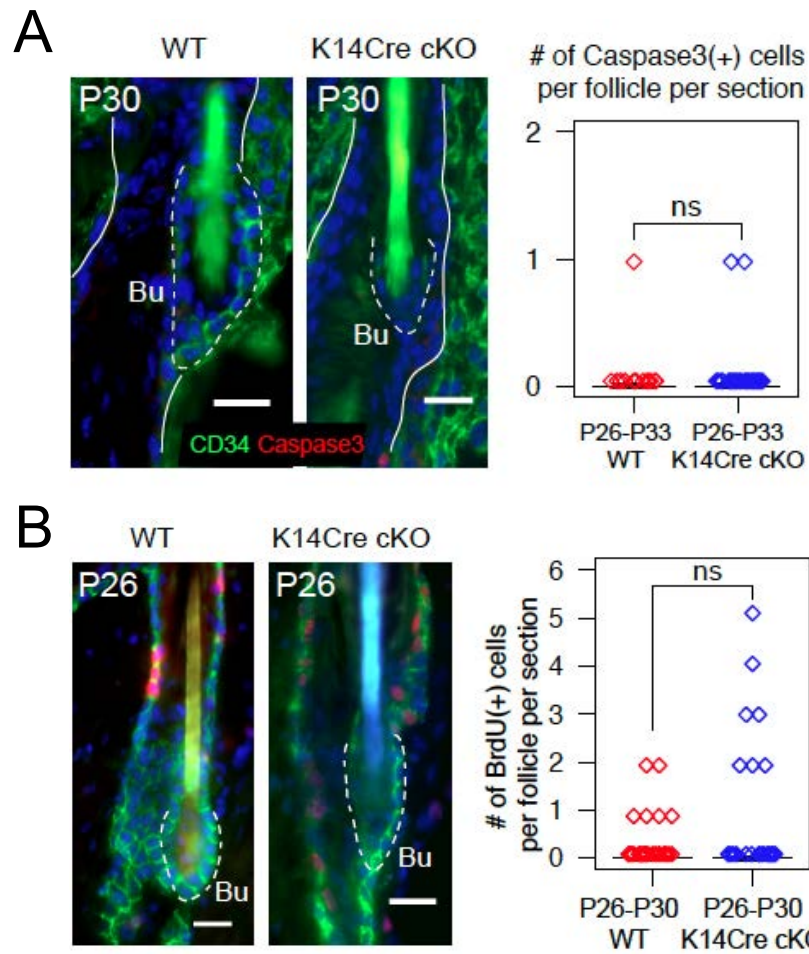 A
WT
K14Cre cKO
# of Caspase3(+) cells
per follicle per section
P30
P30
2
ns
1
Bu
Bu
0
CD34 Caspase3
P26-P33
WT
P26-P33
K14Cre cKO
B
WT
K14Cre cKO
P26
P26
# of BrdU(+) cells
per follicle per section
6
ns
5
4
3
2
1
0
Bu
Bu
P26-P30
WT
P26-P30
K14Cre cKO